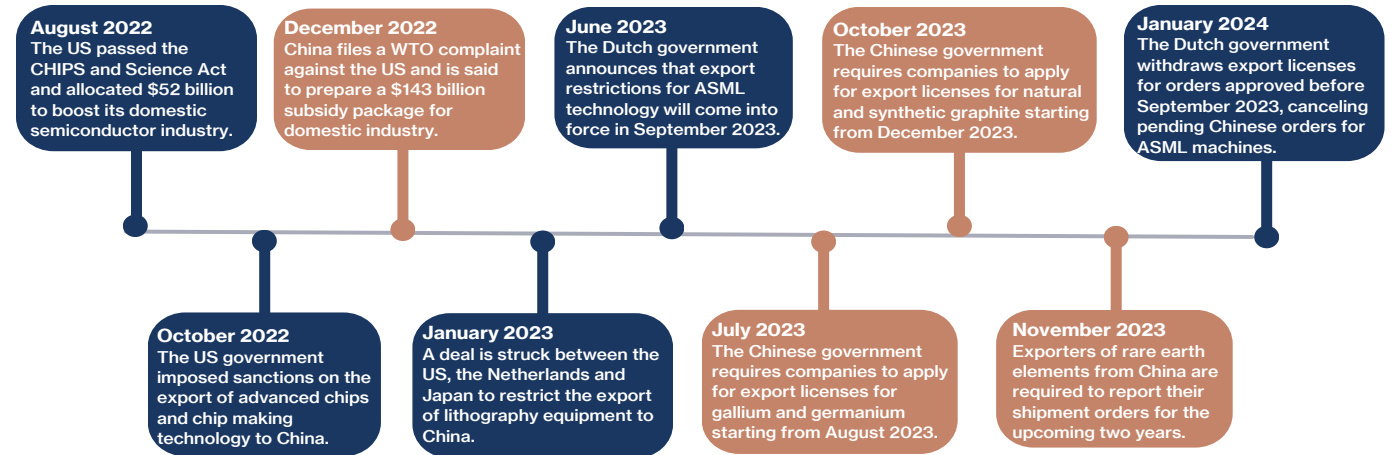 August 2022
The US passed the
CHIPS and Science Act
and allocated $52 billion
to boost its domestic
semiconductor industry.
October 2022
The US government
imposed sanctions on the
export of advanced chips
and chip making
technology to China.
December 2022
China files a WTO complaint
against the US and is said
to prepare a $143 billion
subsidy package for
domestic industry.
January 2023
A deal is struck between the
US, the Netherlands and
Japan to restrict the export
of lithography equipment to
China.
June 2023
The Dutch government
announces that export
restrictions for ASML
technology will come into
force in September 2023.
July 2023
The Chinese government
requires companies to apply
for export licenses for
gallium and germanium
starting from August 2023.
October 2023
The Chinese government
requires companies to apply
for export licenses for natural
and synthetic graphite starting
from December 2023.
November 2023
Exporters of rare earth
elements from China are
required to report their
shipment orders for the
upcoming two years.
January 2024
The Dutch government
withdraws export licenses
for orders approved before
September 2023, canceling
pending Chinese orders for
ASML machines.